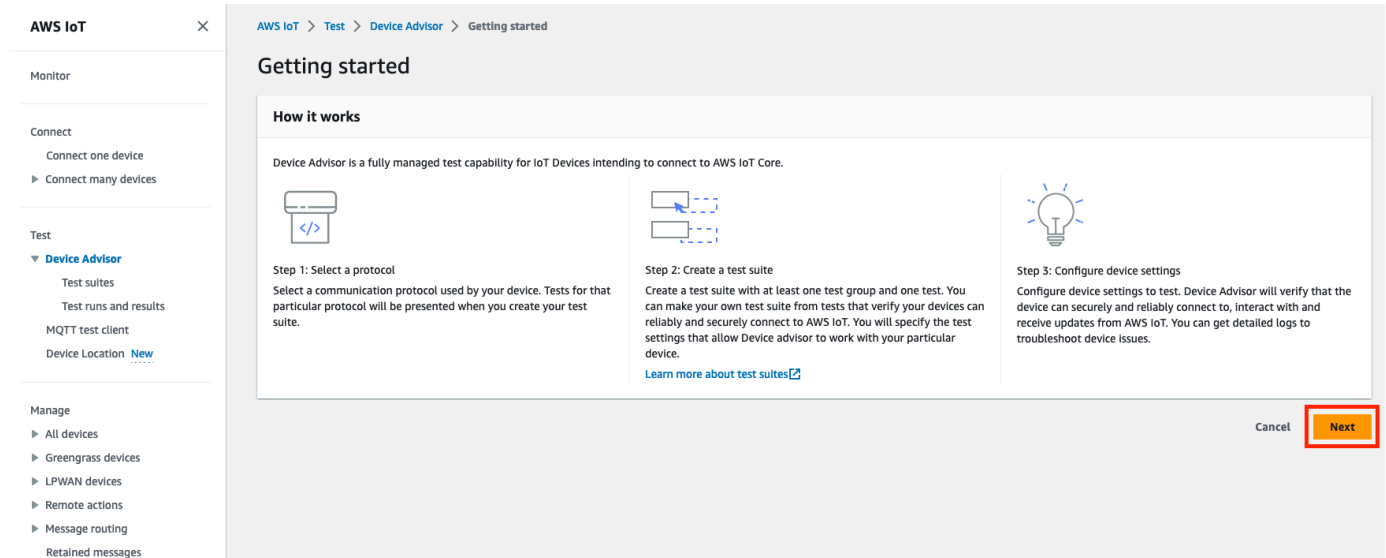 AWS IoT
Monitor
Connect
Connect one device
Connect many devices
Test
Device Advisor
Test suites
Test runs and results
MQTT test client
Device Location New
Manage
All devices
Greengrass devices
LPWAN devices
Remote actions
Message routing
Retained messages
AWS IoT > Test > Device Advisor > Getting started
Getting started
How it works
Device Advisor is a fully managed test capability for IoT Devices intending to connect to AWS IoT Core.
</>
Step 1: Select a protocol
Select a communication protocol used by your device. Tests for that
particular protocol will be presented when you create your test
suite.
Step 2: Create a test suite
Create a test suite with at least one test group and one test. You
can make your own test suite from tests that verify your devices can
reliably and securely connect to AWS IoT. You will specify the test
settings that allow Device advisor to work with your particular
device.
Learn more about test suites
Step 3: Configure device settings
Configure device settings to test. Device Advisor will verify that the
device can securely and reliably connect to, interact with and
receive updates from AWS IoT. You can get detailed logs to
troubleshoot device issues.
Cancel
Next